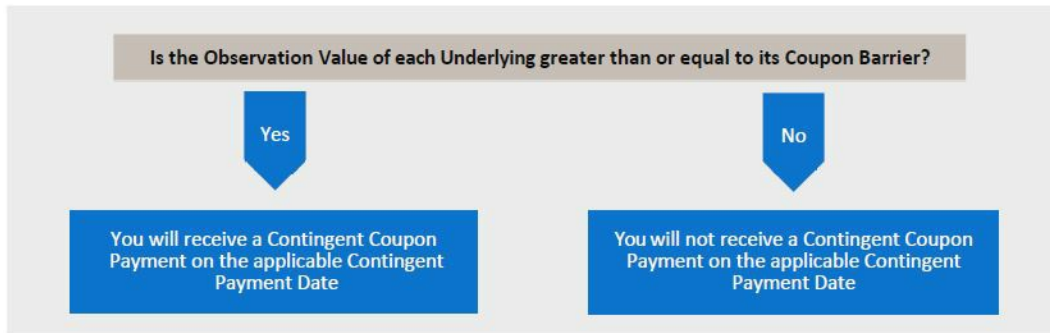 Is the Observation Value of each Underlying greater than or equal to its Coupon Barrier?
Yes
No
You will receive a Contingent Coupon
Payment on the applicable Contingent
Payment Date
You will not receive a Contingent Coupon
Payment on the applicable Contingent
Payment Date